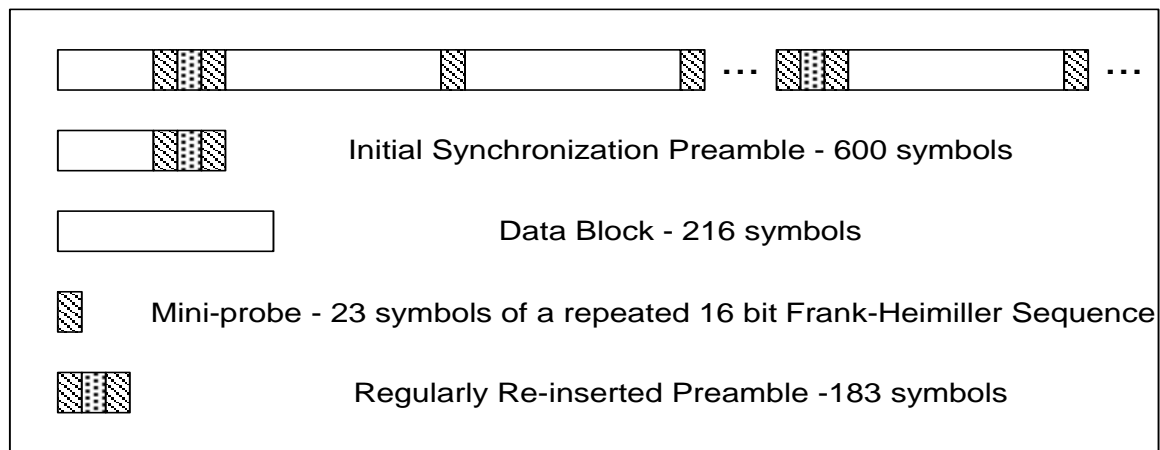 ... ...
Initial Synchronization Preamble - 600 symbols
Data Block - 216 symbols
Mini-probe - 23 symbols of a repeated 16 bit Frank-Heimiller Sequence
Regularly Re-inserted Preamble -183 symbols